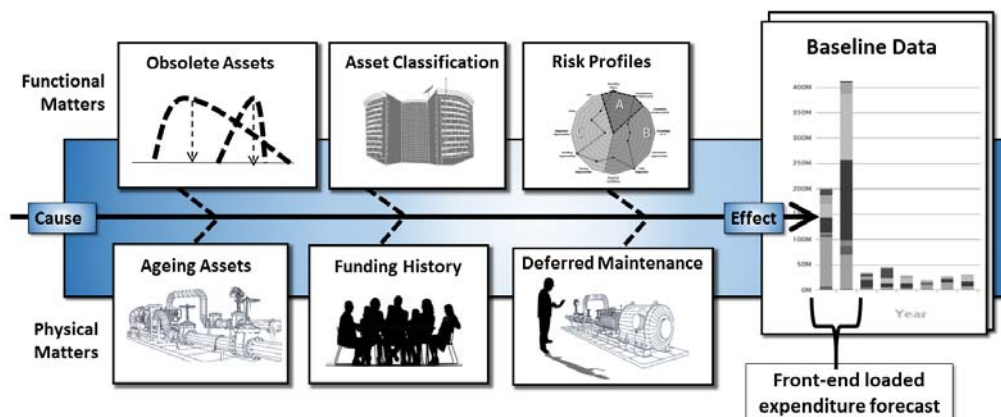 Functional
Matters
Obsolete Assets
Asset Classification
Risk Profiles
A
B
Baseline Data
400M
350M
300M
250M
200M
100M
50M
0M
Year
Cause
Effect
Ageing Assets
Funding History
Deferred Maintenance
Physical
Matters
Front-end loaded
expenditure forecast